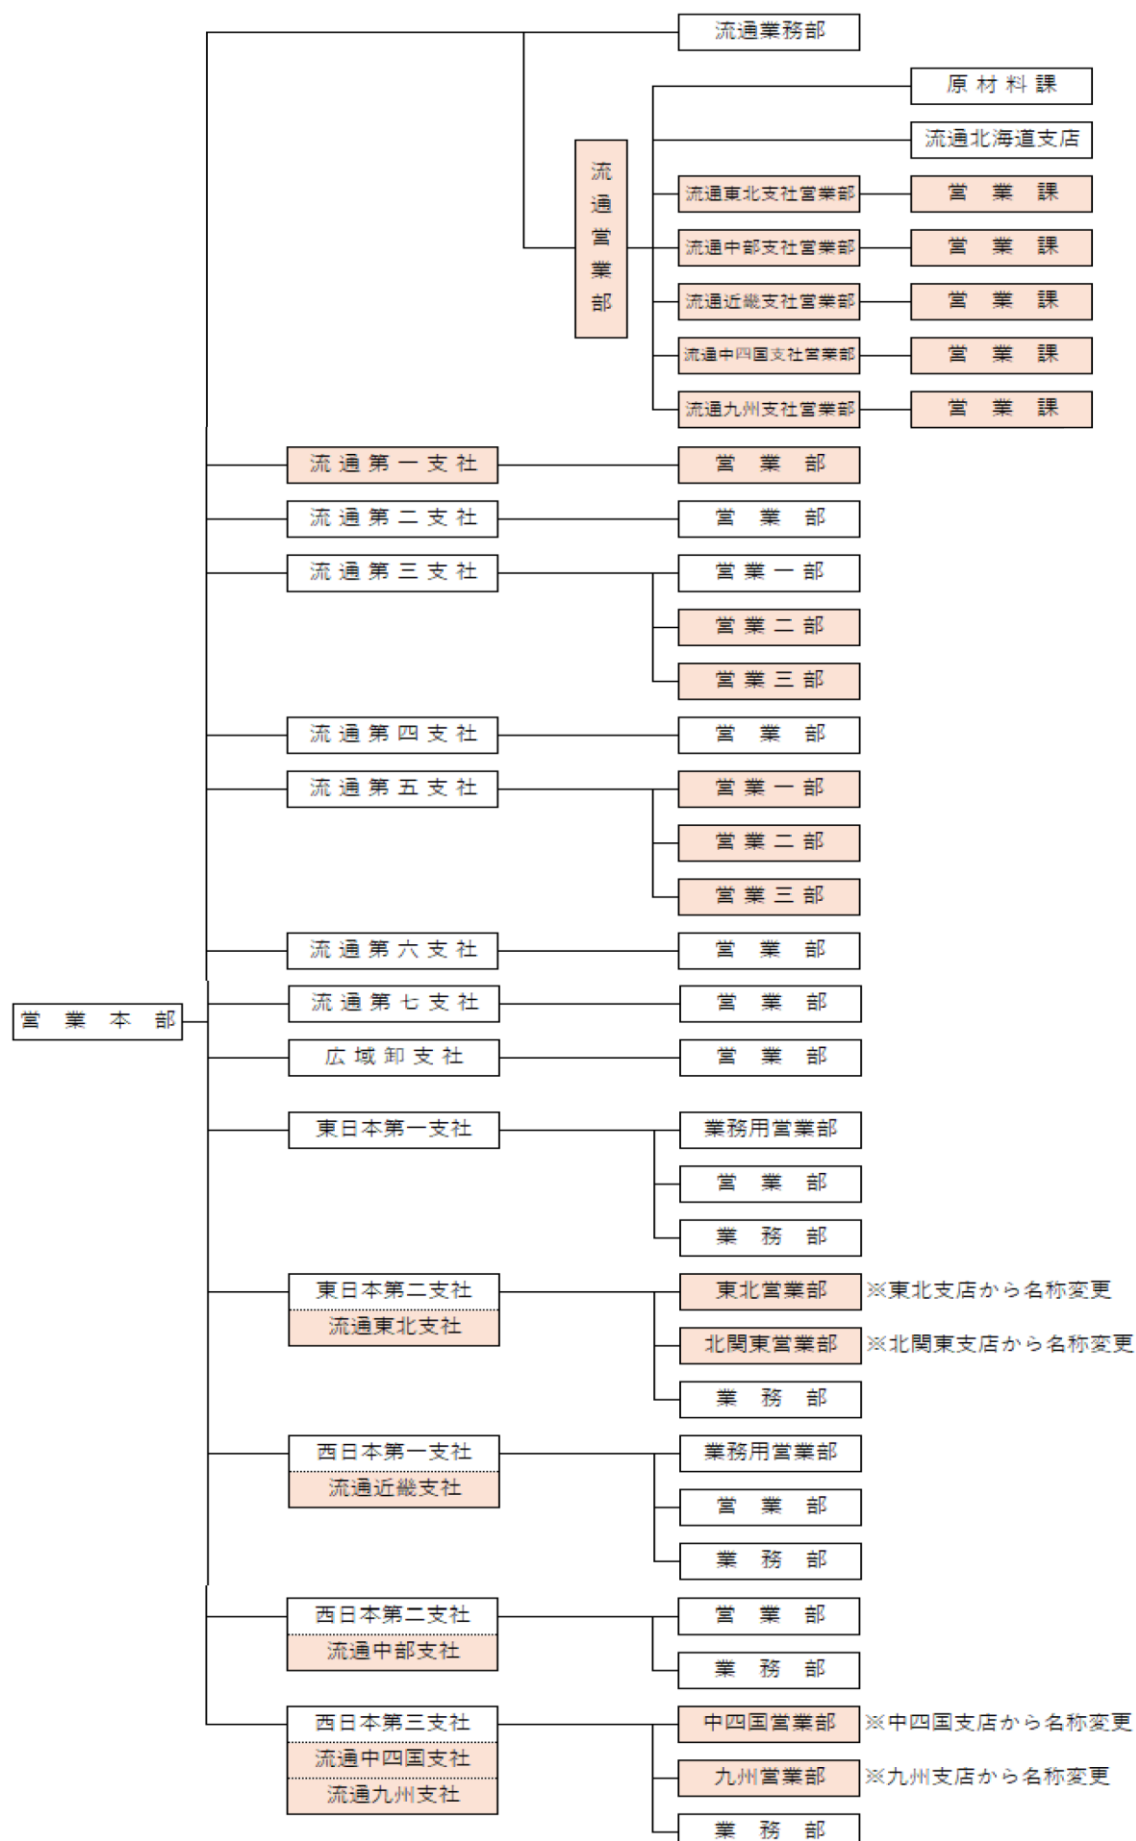 流通業務部
原材料課
流通北海道支店
流通営業部
流通東北支社営業部 営業課
流通中部支社営業部 営業課
流通近畿支社営業部 営業課
流通中四国支社営業部 営業課
流通九州支社営業部 営業課
流通第一支社 営業部
流通第二支社 営業部
流通第三支社 営業一部
営業二部
営業三部
流通第四支社 営業部
流通第五支社 営業一部
営業二部
営業三部
流通第六支社 営業部
流通第七支社 営業部
営業本部
広域卸支社 営業部
東日本第一支社 業務用営業部
営業部
業務部
東日本第二支社 東北営業部 ※東北支店から名称変更
流通東北支社
北関東営業部 ※北関東支店から名称変更
業務部
西日本第一支社 業務用営業部
流通近畿支社
営業部
業務部
西日本第二支社 営業部
流通中部支社
業務部
西日本第三支社 中四国営業部 ※中四国支店から名称変更
流通中四国支社
九州営業部 ※九州支店から名称変更
流通九州支社
業務部